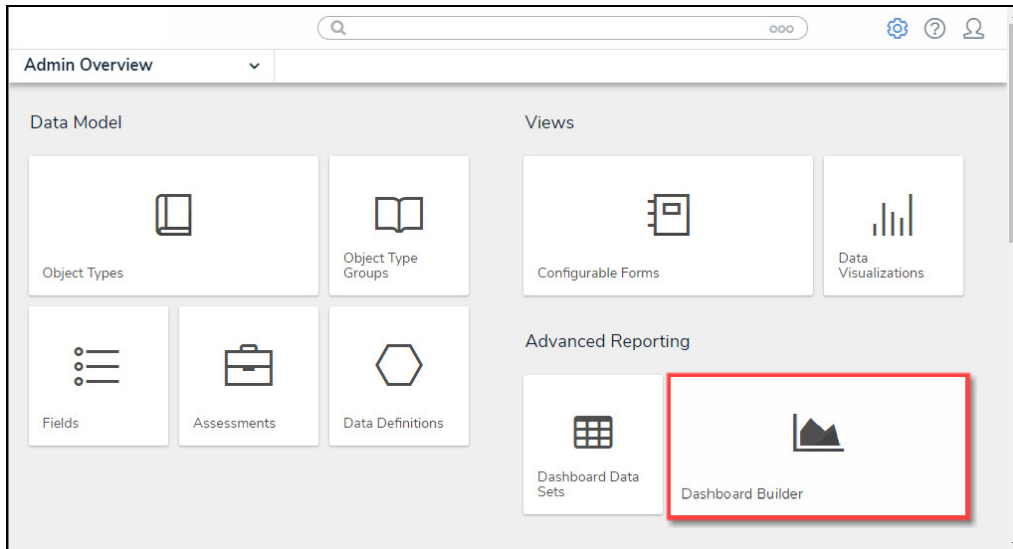 Admin Overview
Data Model
Object Types
Object Type
Groups
Fields
Assessments
Data Definitions
Views
Configurable Forms
Data
Visualizations
Advanced Reporting
Dashboard Data
Sets
Dashboard Builder